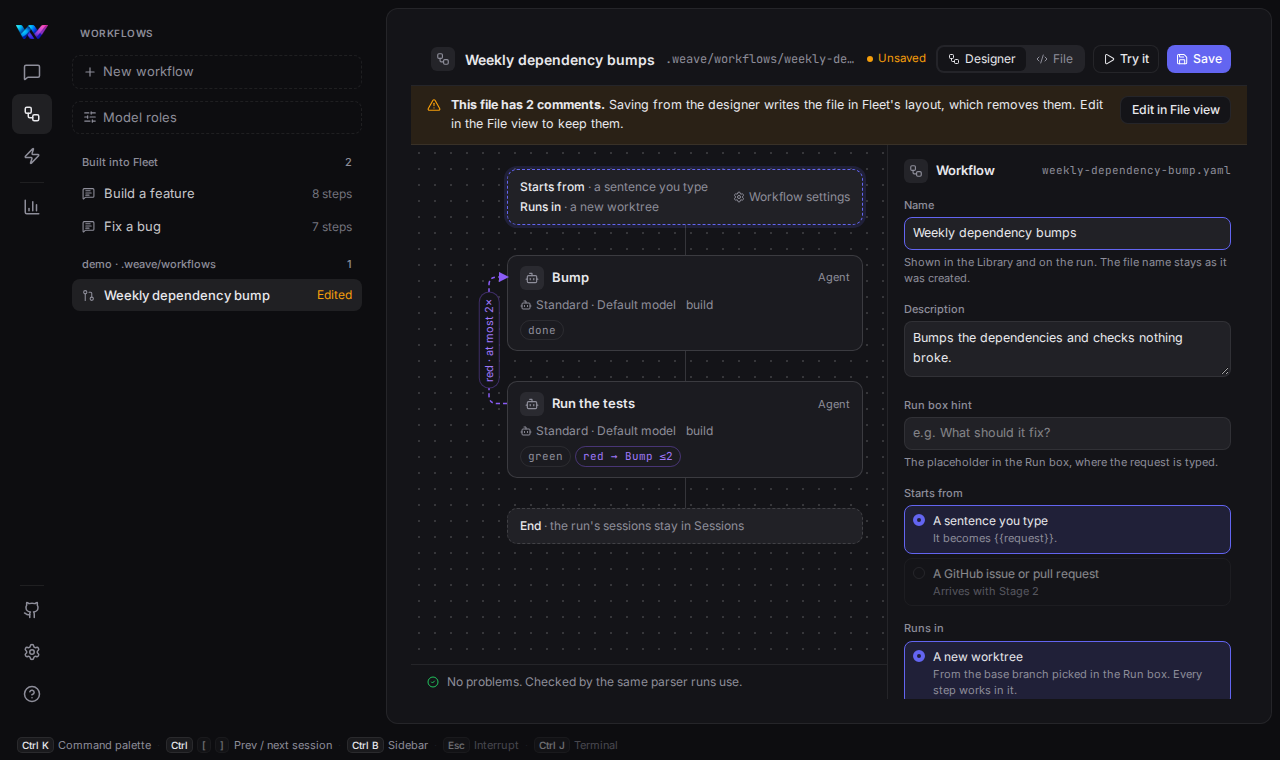 WORKFLOWS
New workflow
Model roles
Built into Fleet 2
Build a feature 8 steps
Fix a bug 7 steps
demo · .weave/workflows 1
Weekly dependency bump Edited
Weekly dependency bumps .weave/workflows/weekly-de… Unsaved Designer File Try it Save
This file has 2 comments. Saving from the designer writes the file in Fleet's layout, which removes them. Edit
in the File view to keep them.
Edit in File view
Starts from · a sentence you type
Runs in · a new worktree
Workflow settings
Bump Agent
Standard · Default model build
done
red · at most 2×
Run the tests Agent
Standard · Default model build
green red → Bump ≤2
End · the run's sessions stay in Sessions
No problems. Checked by the same parser runs use.
Workflow weekly-dependency-bump.yaml
Name
Weekly dependency bumps
Shown in the Library and on the run. The file name stays as it
was created.
Description
Bumps the dependencies and checks nothing
broke.
Run box hint
e.g. What should it fix?
The placeholder in the Run box, where the request is typed.
Starts from
A sentence you type
It becomes {{request}}.
A GitHub issue or pull request
Arrives with Stage 2
Runs in
A new worktree
From the base branch picked in the Run box. Every
step works in it.
Ctrl K Command palette Ctrl [ ] Prev / next session Ctrl B Sidebar Esc Interrupt Ctrl J Terminal